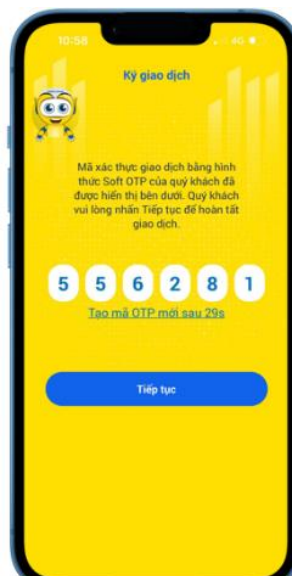 10:58
4G
Ký giao dịch
Mã xác thực giao dịch bằng hình
thức Soft OTP của quý khách đã
được hiển thị bên dưới. Quý khách
vui lòng nhấn Tiếp tục để hoàn tất
giao dịch.
5 5 6 2 8 1
Tạo mã OTP mới sau 29s
Tiếp tục